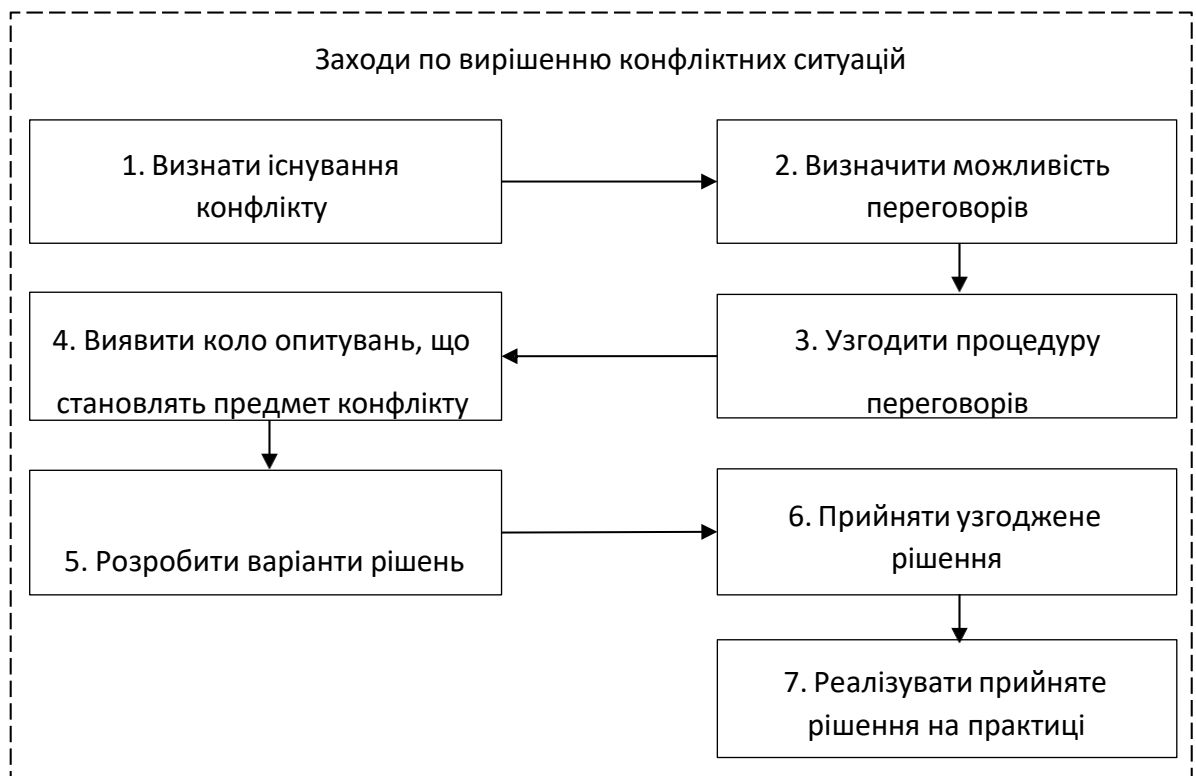 Заходи по вирішенню конфліктних ситуацій
1. Визнати існування
конфлікту
2. Визначити можливість
переговорів
3. Узгодити процедуру
переговорів
4. Виявити коло опитувань, що
становлять предмет конфлікту
5. Розробити варіанти рішень
6. Прийняти узгоджене
рішення
7. Реалізувати прийняте
рішення на практиці